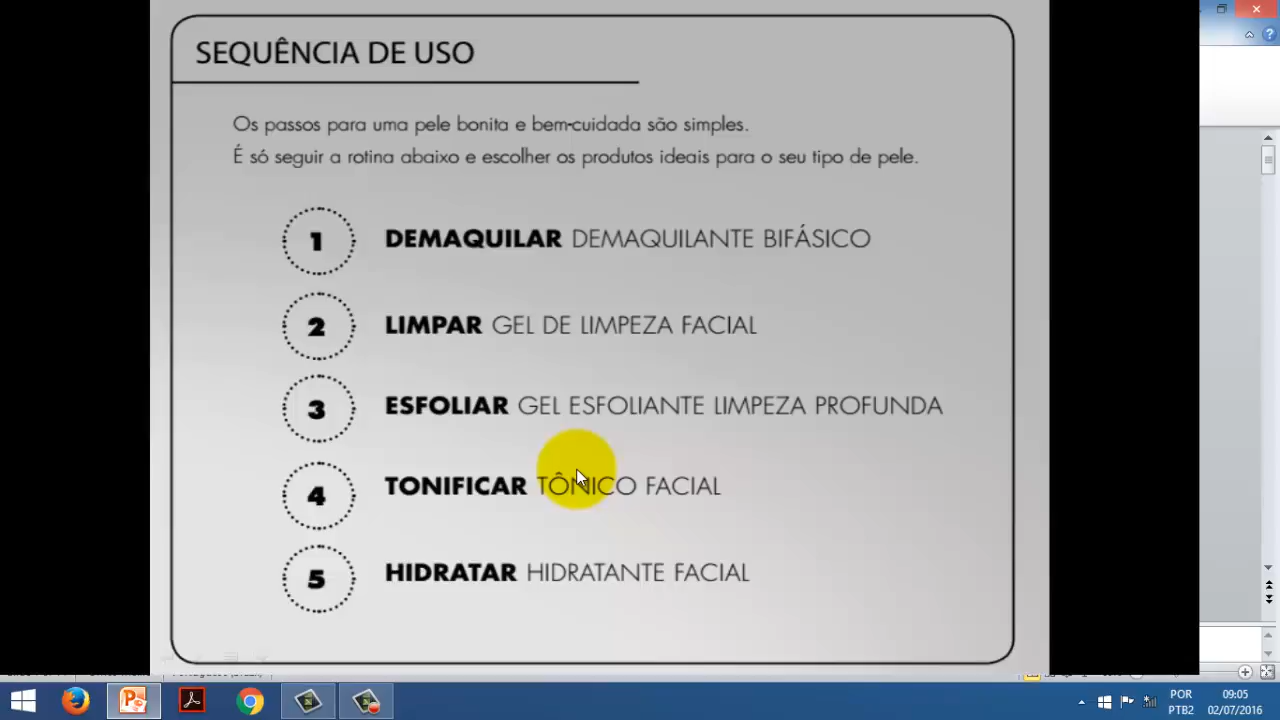 SEQUÊNCIA DE USO
Os passos para uma pele bonita e bem-cuidada são simples.
É só seguir a rotina abaixo e escolher os produtos ideais para o seu tipo de pele.
1 DEMAQUILAR DEMAQUILANTE BIFÁSICO
2 LIMPAR GEL DE LIMPEZA FACIAL
3 ESFOLIAR GEL ESFOLIANTE LIMPEZA PROFUNDA
4 TONIFICAR TÔNICO FACIAL
5 HIDRATAR HIDRATANTE FACIAL
POR 09:05
PTB2 02/07/2016